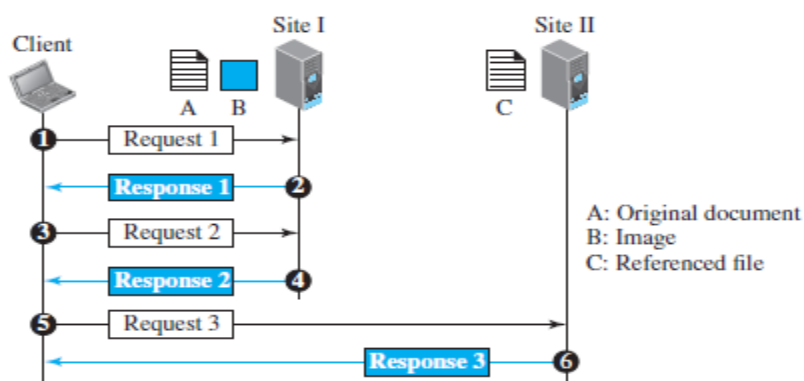 Site I
Site II
Client
A
B
C
1
Request 1
Response 1
2
3
Request 2
Response 2
4
5
Request 3
Response 3
6
A: Original document
B: Image
C: Referenced file